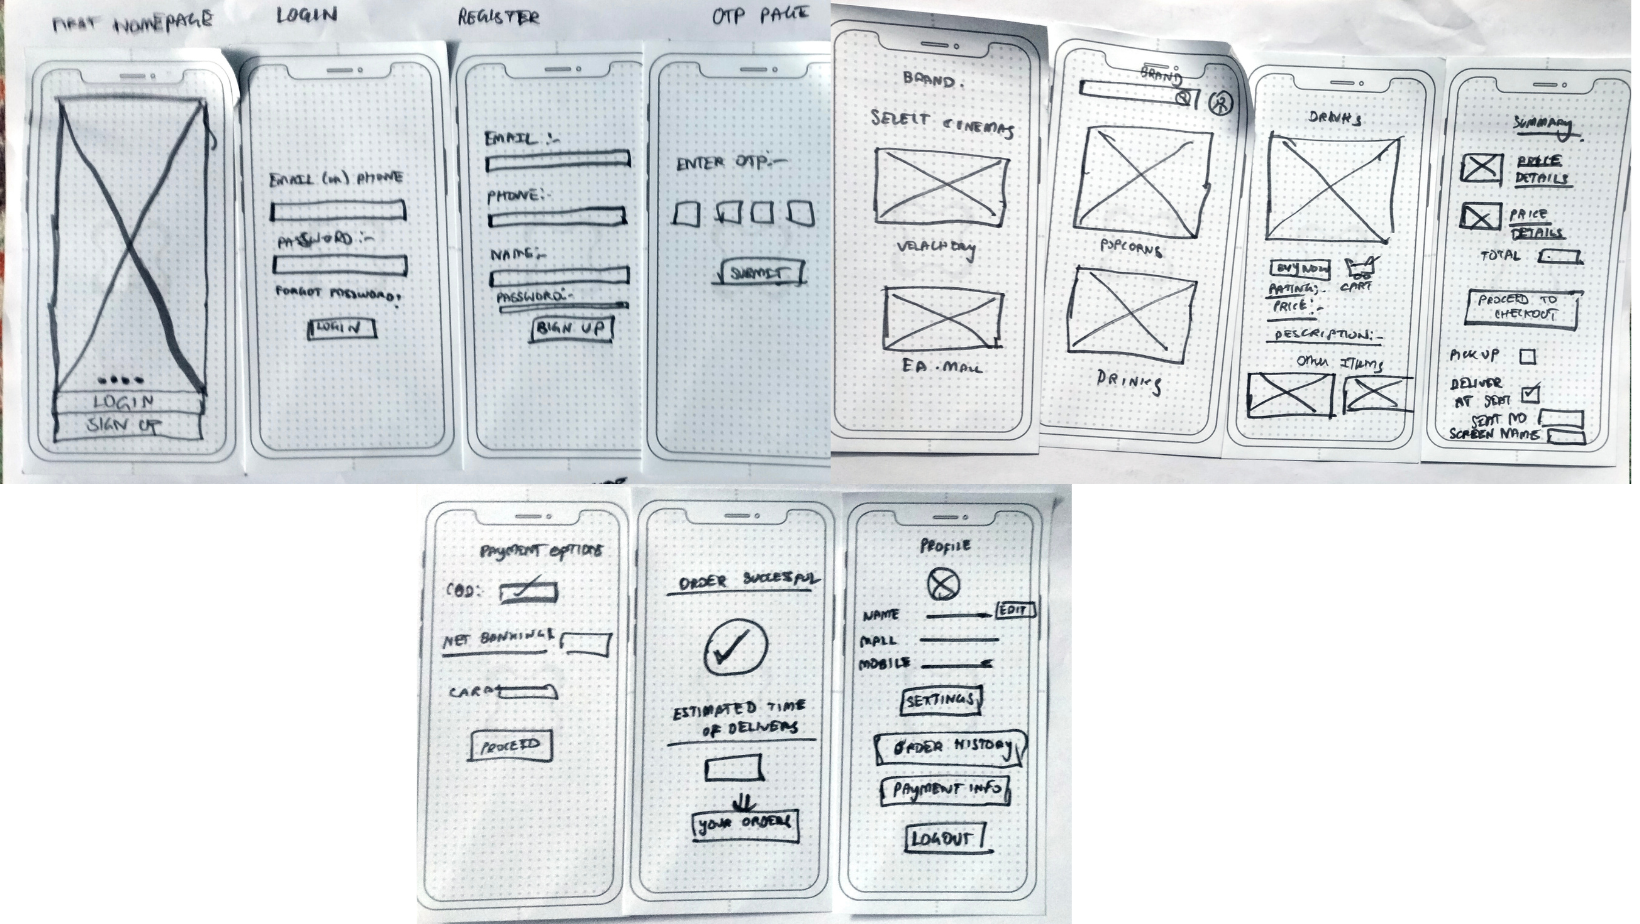 FIRST HOMEPAGE
LOGIN
REGISTER
OTP PAGE
LOGIN
SIGN UP
EMAIL (OR) PHONE
PASSWORD:-
FORGOT PASSWORD?
LOGIN
EMAIL:-
PHONE:-
NAME:-
PASSWORD:-
SIGN UP
ENTER OTP:-
SUBMIT
BRAND.
SELECT CINEMAS
VELACHERY
EA.MALL
BRAND
POPCORNS
DRINKS
DRINKS
BUY NOW
CART
RATING:-
PRICE:-
DESCRIPTION:-
Other ITEMS
SUMMARY
PRICE
DETAILS
PRICE
DETAILS
TOTAL
PROCEED TO
CHECKOUT
PICK UP
DELIVER
AT SEAT
SEAT NO
SCREEN NAME
PAYMENT OPTIONS
COD:
NET BANKING
CARD
PROCEED
ORDER SUCCESSFUL
ESTIMATED TIME
OF DELIVERY
YOUR ORDERS
PROFILE
NAME
EDIT
MAIL
MOBILE
SETTINGS
ORDER HISTORY
PAYMENT INFO
LOGOUT